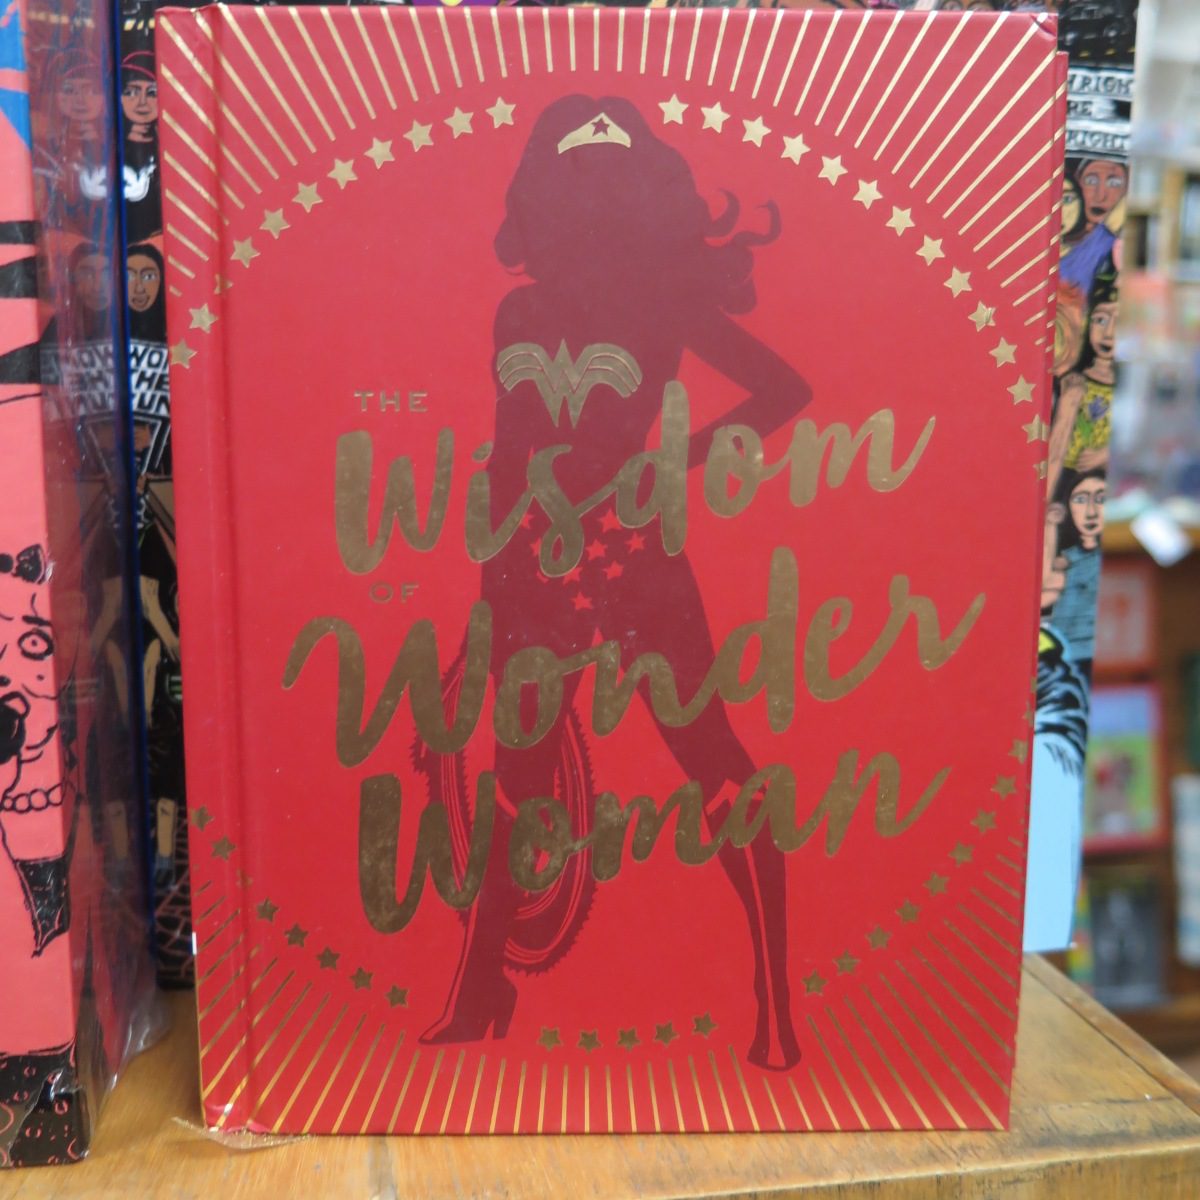 THE
Wisdom
OF
Wonder
Woman